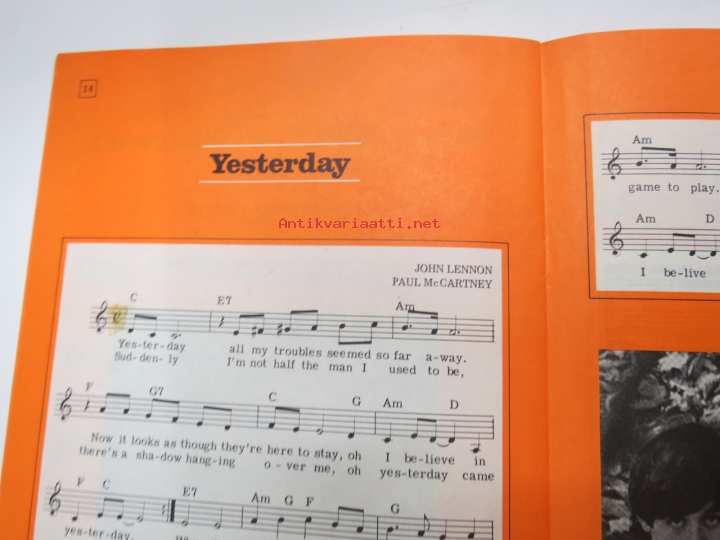 14
Yesterday
Antikvariaatti.net
JOHN LENNON
PAUL McCARTNEY
C E7 Am
Yes-ter-day all my troubles seemed so far a-way.
Sud-den-ly I'm not half the man I used to be,
F G7 C G Am D
Now it looks as though they're here to stay, oh I be-lieve in
there's a sha-dow hang-ing o-ver me, oh yes-terday came
F C E7 Am G F G
yes-ter-day.
Am
game to play.
Am D
I be-live